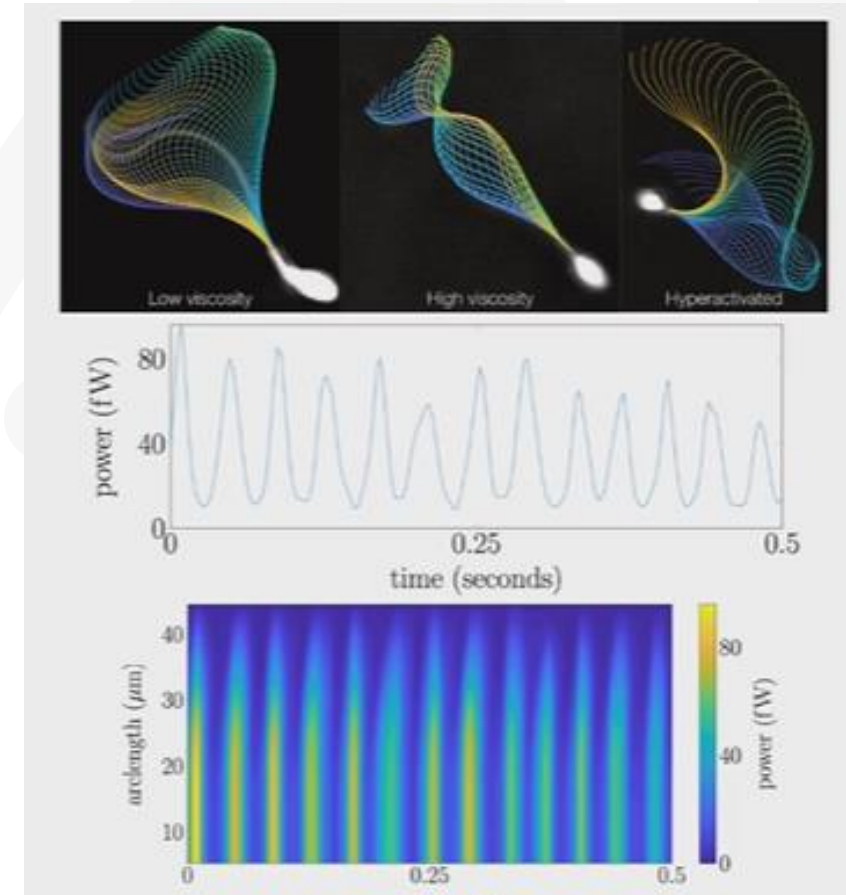 Low viscosity
High viscosity
Hyperactivated
power (fW)
80
40
0
0
0.25
0.5
time (seconds)
arclength (μm)
40
30
20
10
0
0.25
0.5
80
40
0
power (fW)